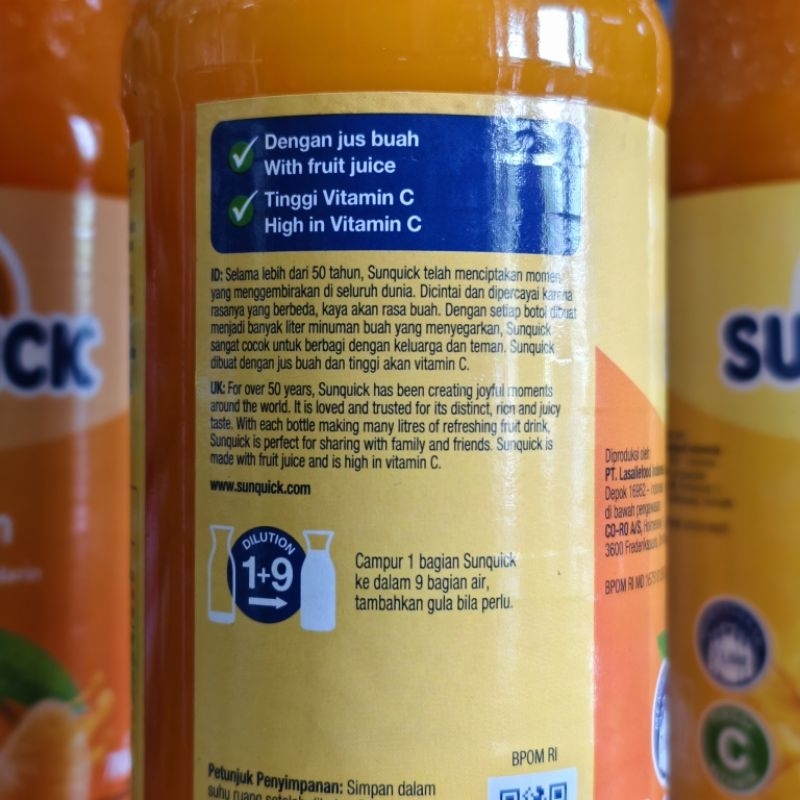 Dengan jus buah
With fruit juice
Tinggi Vitamin C
High in Vitamin C
ID: Selama lebih dari 50 tahun, Sunquick telah menciptakan momen
yang menggembirakan di seluruh dunia. Dicintai dan dipercayai karena
rasanya yang berbeda, kaya akan rasa buah. Dengan setiap botol dibuat
menjadi banyak liter minuman buah yang menyegarkan, Sunquick
sangat cocok untuk berbagi dengan keluarga dan teman. Sunquick
dibuat dengan jus buah dan tinggi akan vitamin C.
UK: For over 50 years, Sunquick has been creating joyful moments
around the world. It is loved and trusted for its distinct, rich and juicy
taste. With each bottle making many litres of refreshing fruit drink,
Sunquick is perfect for sharing with family and friends. Sunquick is
made with fruit juice and is high in vitamin C.
www.sunquick.com
DILUTION
1+9
Campur 1 bagian Sunquick
ke dalam 9 bagian air,
tambahkan gula bila perlu.
Petunjuk Penyimpanan: Simpan dalam
suhu ruang
BPOM RI
Diproduksi oleh:
PT. Lasallefood
Depok 16952 -
di bawah
CO-RO A/S,
3600
BPOM RI MD
ICK
SU
C